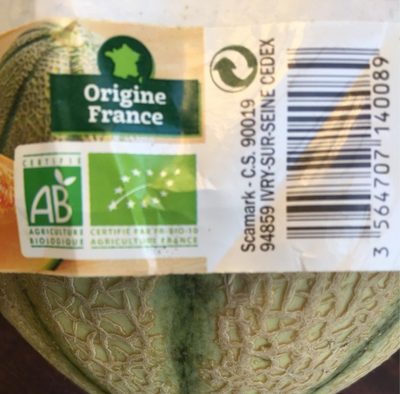 Origine
France
CERTIFIÉ
AB
AGRICULTURE
BIOLOGIQUE
CERTIFIÉ PAR FR-BIO-10
AGRICULTURE FRANCE
Scamark - C.S. 90019
94859 IVRY-SUR-SEINE CEDEX
3 564707 140089